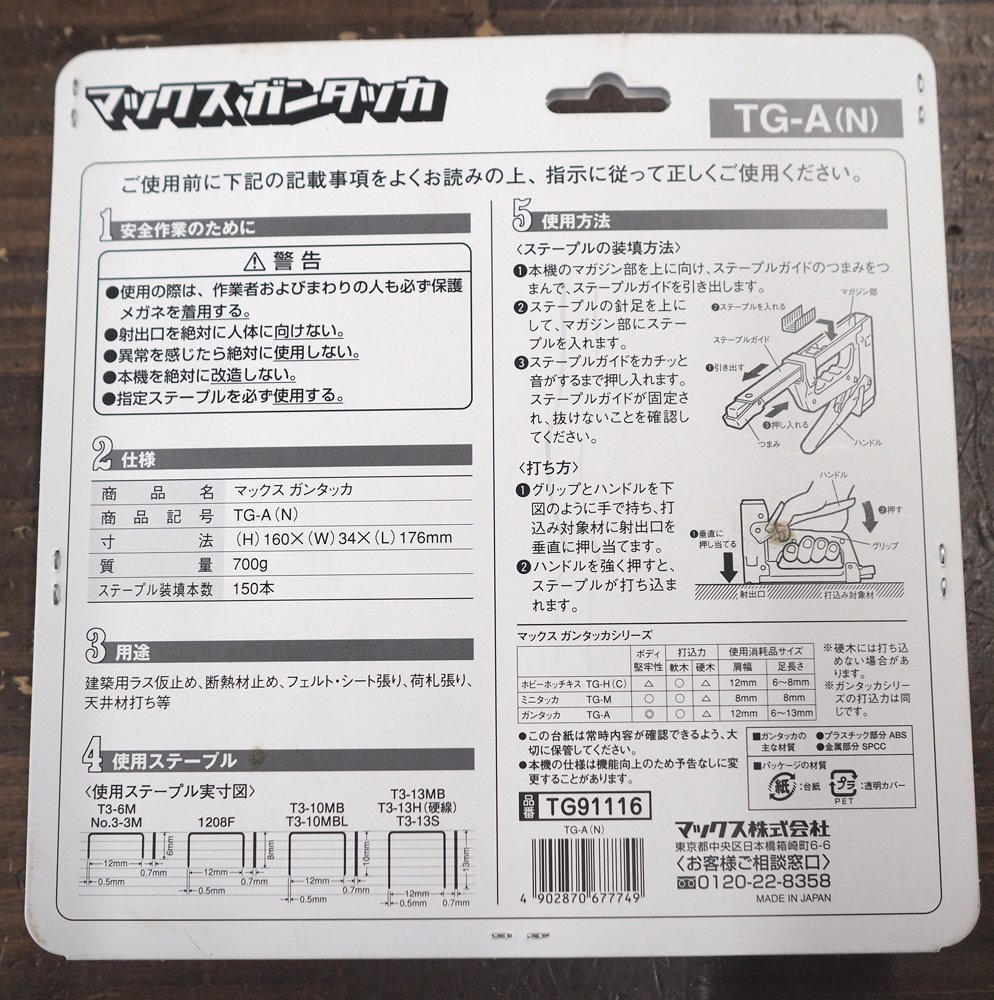 マックス ガンタッカ
TG-A(N)
ご使用前に下記の記載事項をよくお読みの上、指示に従って正しくご使用ください。
1 安全作業のために
⚠警告
●使用の際は、作業者およびまわりの人も必ず保護
メガネを着用する。
●射出口を絶対に人体に向けない。
●異常を感じたら絶対に使用しない。
●本機を絶対に改造しない。
●指定ステープルを必ず使用する。
2 仕様
商品名 マックス ガンタッカ
商品記号 TG-A(N)
寸法 (H)160×(W)34×(L)176mm
質量 700g
ステープル装填本数 150本
3 用途
建築用ラス仮止め、断熱材止め、フェルト・シート張り、荷札張り、
天井材打ち等
4 使用ステープル
〈使用ステープル実寸図〉
T3-6M
No.3-3M
6mm
12mm
0.7mm
0.5mm
1208F
8mm
12mm
0.7mm
0.5mm
T3-10MB
T3-10MBL
10mm
12mm
0.7mm
0.5mm
T3-13MB
T3-13H(硬線)
T3-13S
13mm
12mm
0.5mm
0.7mm
5 使用方法
〈ステープルの装填方法〉
❶本機のマガジン部を上に向け、ステープルガイドのつまみをつ
まんで、ステープルガイドを引き出します。
❷ステープルの針足を上に
して、マガジン部にステー
プルを入れます。
❸ステープルガイドをカチッと
音がするまで押し入れます。
ステープルガイドが固定さ
れ、抜けないことを確認し
てください。
マガジン部
❷ステープルを入れる
ステープルガイド
❶引き出す
❸押し入れる
つまみ
ハンドル
〈打ち方〉
❶グリップとハンドルを下
図のように手で持ち、打
込み対象材に射出口を
垂直に押し当てます。
❷ハンドルを強く押すと、
ステープルが打ち込ま
れます。
ハンドル
❷押す
❶垂直に
押し当てる
グリップ
射出口
打込み対象材
マックス ガンタッカシリーズ
ボディ堅牢性 打込力 使用消耗品サイズ
軟木 硬木 肩幅 足長さ
ホビーホッチキス TG-H(C) △ ○ △ 12mm 6〜8mm
ミニタッカ TG-M ○ ○ △ 8mm 8mm
ガンタッカ TG-A ◎ ○ △ 12mm 6〜13mm
※硬木には打ち込
めない場合があ
ります。
※ガンタッカシリー
ズの打込力は同
じです。
●この台紙は常時内容が確認できるよう、大
切に保管してください。
●本機の仕様は機能向上のため予告なしに変
更することがあります。
■ガンタッカの
主な材質
●プラスチック部分 ABS
●金属部分 SPCC
■パッケージの材質
紙 :台紙
プラ :透明カバー
PET
品番 TG91116
TG-A(N)
4 902870 677749
マックス株式会社
東京都中央区日本橋箱崎町6-6
〈お客様ご相談窓口〉
0120-22-8358
MADE IN JAPAN